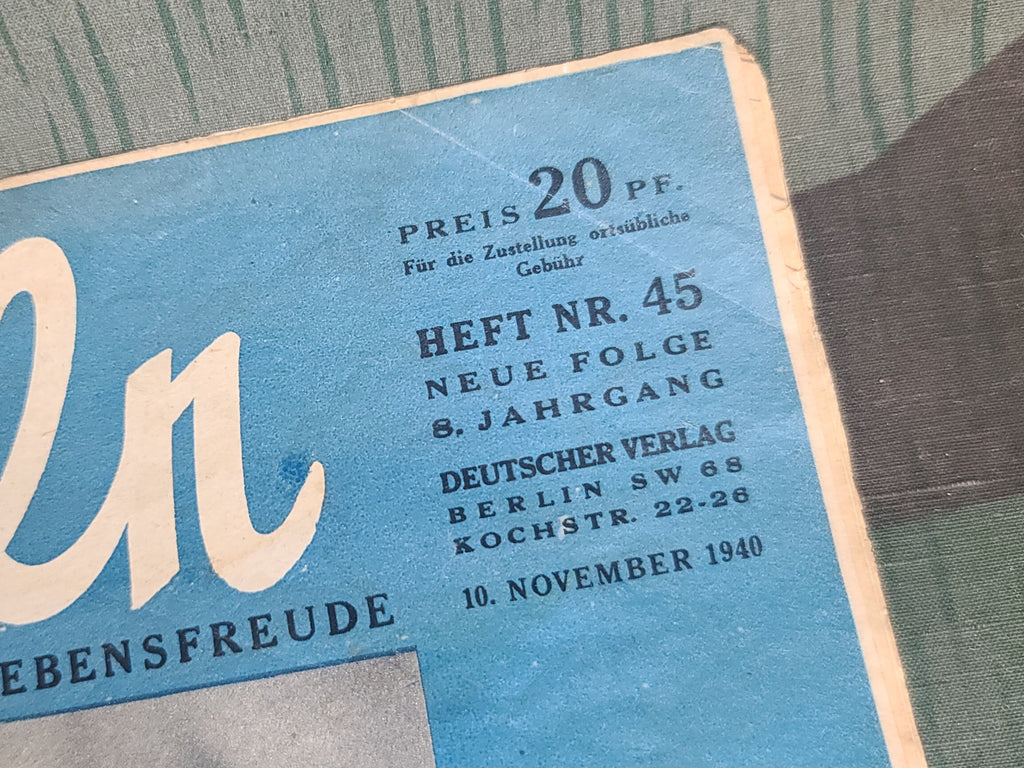 PREIS 20 PF.
Für die Zustellung ortsübliche
Gebühr
HEFT NR. 45
NEUE FOLGE
8. JAHRGANG
DEUTSCHER VERLAG
BERLIN SW 68
KOCHSTR. 22-26
10. NOVEMBER 1940
ln
EBENSFREUDE